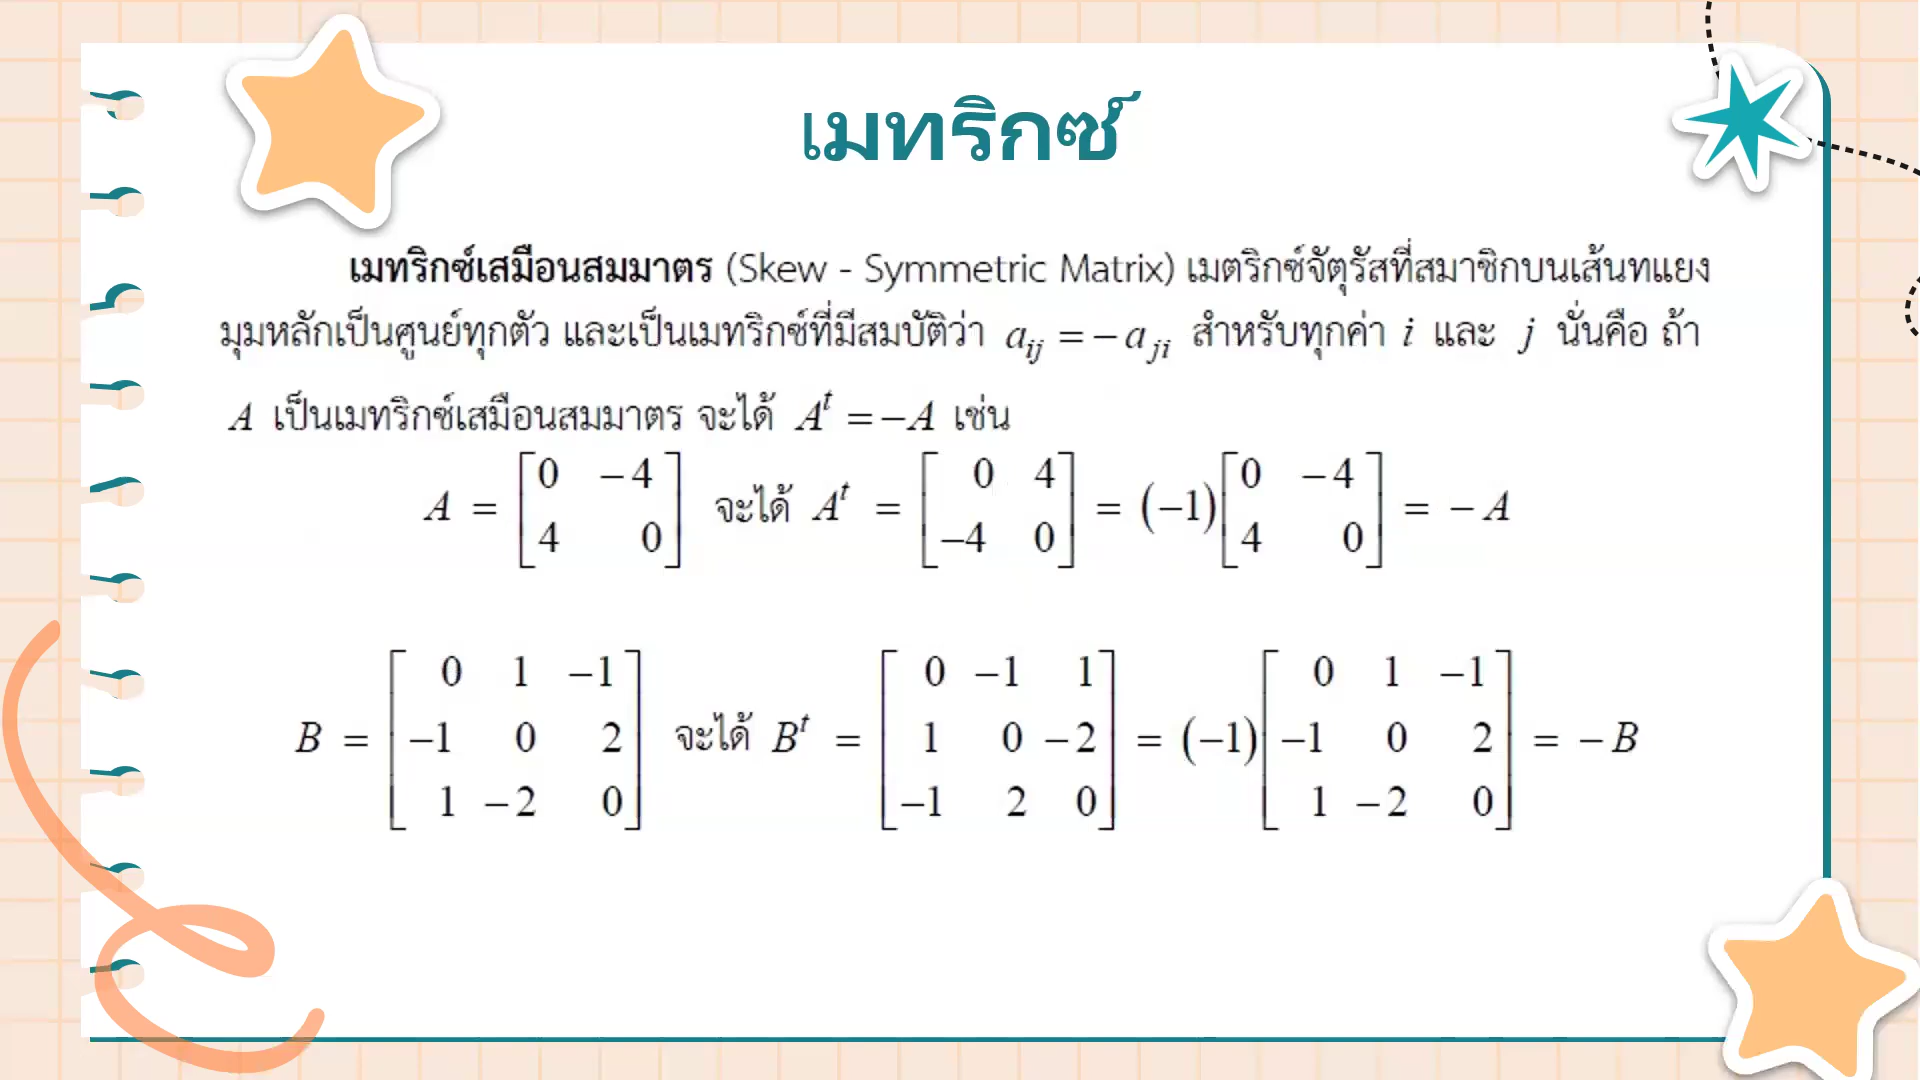 เมทริกซ์
เมทริกซ์เสมือนสมมาตร (Skew - Symmetric Matrix) เมตริกซ์จัตุรัสที่สมาชิกบนเส้นทแยง
มุมหลักเป็นศูนย์ทุกตัว และเป็นเมทริกซ์ที่มีสมบัติว่า a_{ij} = -a_{ji} สำหรับทุกค่า i และ j นั่นคือ ถ้า
A เป็นเมทริกซ์เสมือนสมมาตร จะได้ A^t = -A เช่น
A = [0 -4; 4 0] จะได้ A^t = [0 4; -4 0] = (-1)[0 -4; 4 0] = -A
B = [0 1 -1; -1 0 2; 1 -2 0] จะได้ B^t = [0 -1 1; 1 0 -2; -1 2 0] = (-1)[0 1 -1; -1 0 2; 1 -2 0] = -B